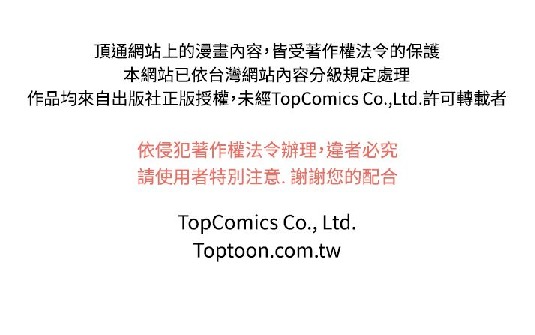 頂通網站上的漫畫內容，皆受著作權法令的保護
本網站已依台灣網站內容分級規定處理
作品均來自出版社正版授權，未經TopComics Co.,Ltd.許可轉載者
依侵犯著作權法令辦理，違者必究
請使用者特別注意. 謝謝您的配合
TopComics Co., Ltd.
Toptoon.com.tw